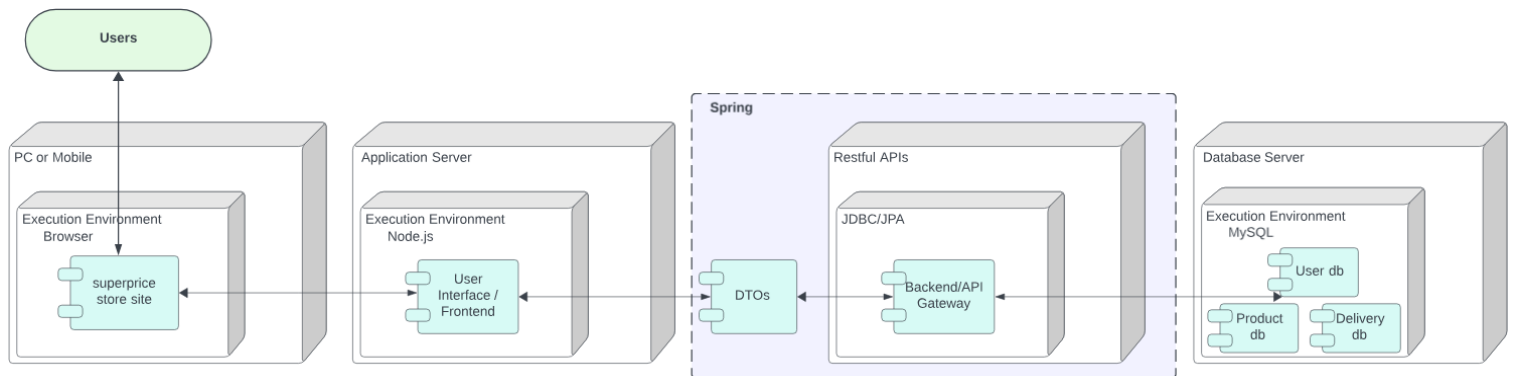 Users
Spring
PC or Mobile
Execution Environment
Browser
superprice
store site
Application Server
Execution Environment
Node.js
User
Interface /
Frontend
DTOs
Restful APIs
JDBC/JPA
Backend/API
Gateway
Database Server
Execution Environment
MySQL
User db
Product
db
Delivery
db